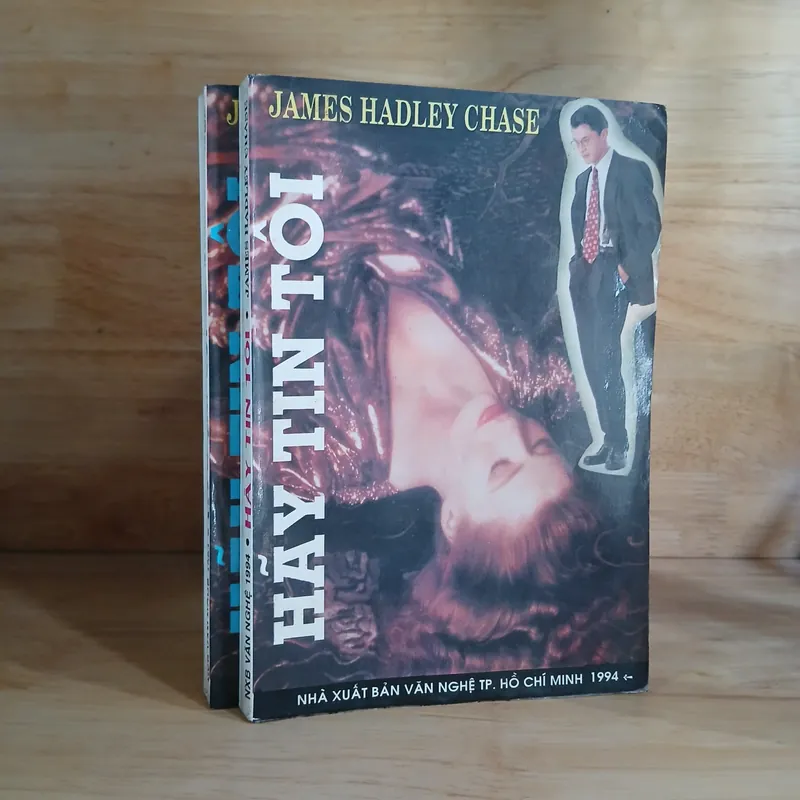 JAMES HADLEY CHASE
HÃY TIN TÔI
NHÀ XUẤT BẢN VĂN NGHỆ TP. HỒ CHÍ MINH 1994
NXB VĂN NGHỆ 1994 • HÃY TIN TÔI • JAMES HADLEY CHASE
J